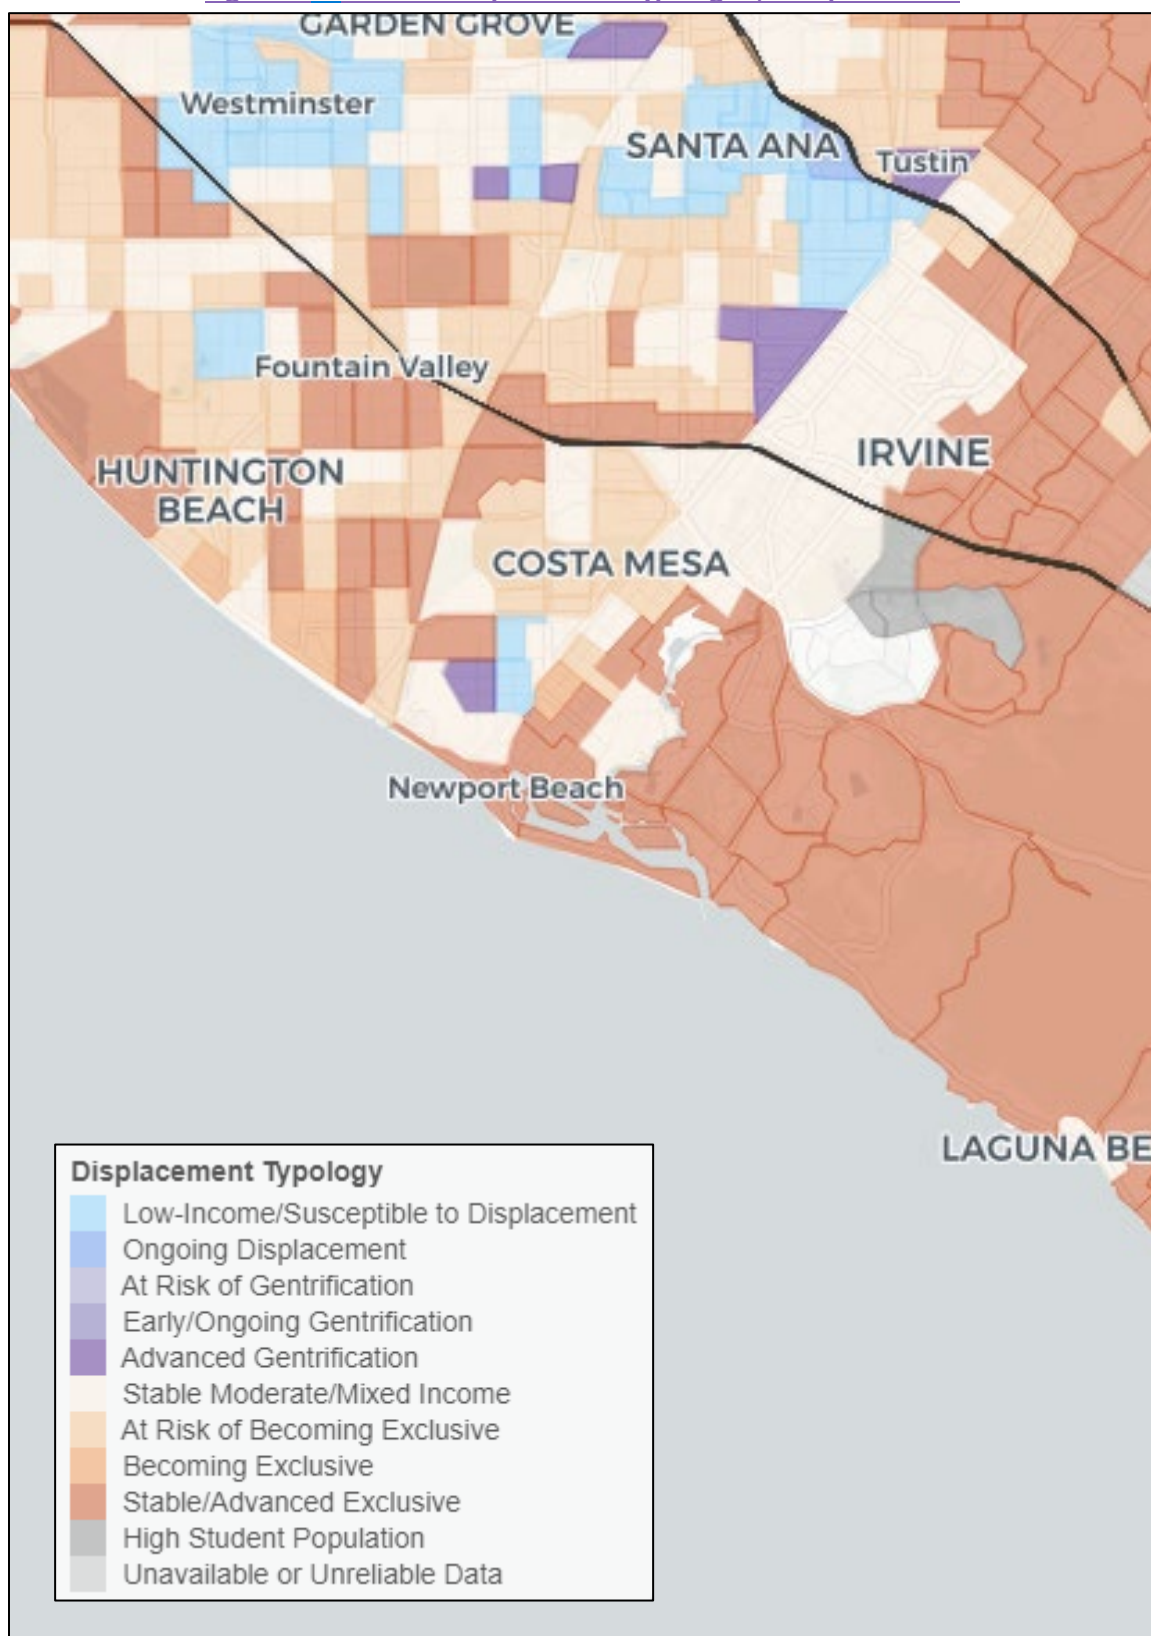 GARDEN GROVE
Westminster
SANTA ANA
Tustin
Fountain Valley
IRVINE
HUNTINGTON
BEACH
COSTA MESA
Newport Beach
LAGUNA BE
Displacement Typology
Low-Income/Susceptible to Displacement
Ongoing Displacement
At Risk of Gentrification
Early/Ongoing Gentrification
Advanced Gentrification
Stable Moderate/Mixed Income
At Risk of Becoming Exclusive
Becoming Exclusive
Stable/Advanced Exclusive
High Student Population
Unavailable or Unreliable Data